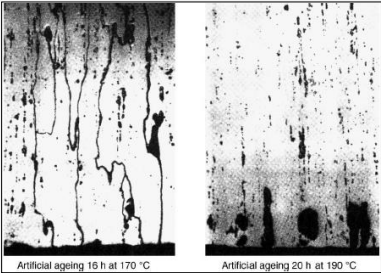 Artificial ageing 16 h at 170 °C
Artificial ageing 20 h at 190 °C